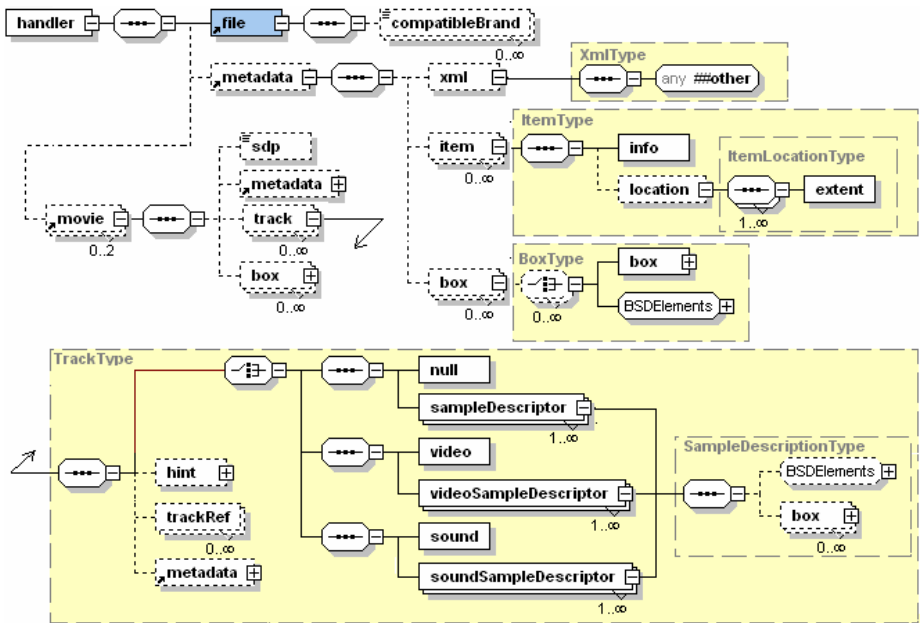 handler
file
compatibleBrand
0..∞
metadata
xml
XmlType
any ##other
sdp
item
0..∞
ItemType
info
location
ItemLocationType
1..∞
extent
metadata
movie
0..2
track
0..∞
box
0..∞
box
0..∞
BoxType
0..∞
box
BSDElements
TrackType
null
sampleDescriptor
1..∞
hint
trackRef
0..∞
metadata
video
videoSampleDescriptor
1..∞
sound
soundSampleDescriptor
1..∞
SampleDescriptionType
BSDElements
box
0..∞